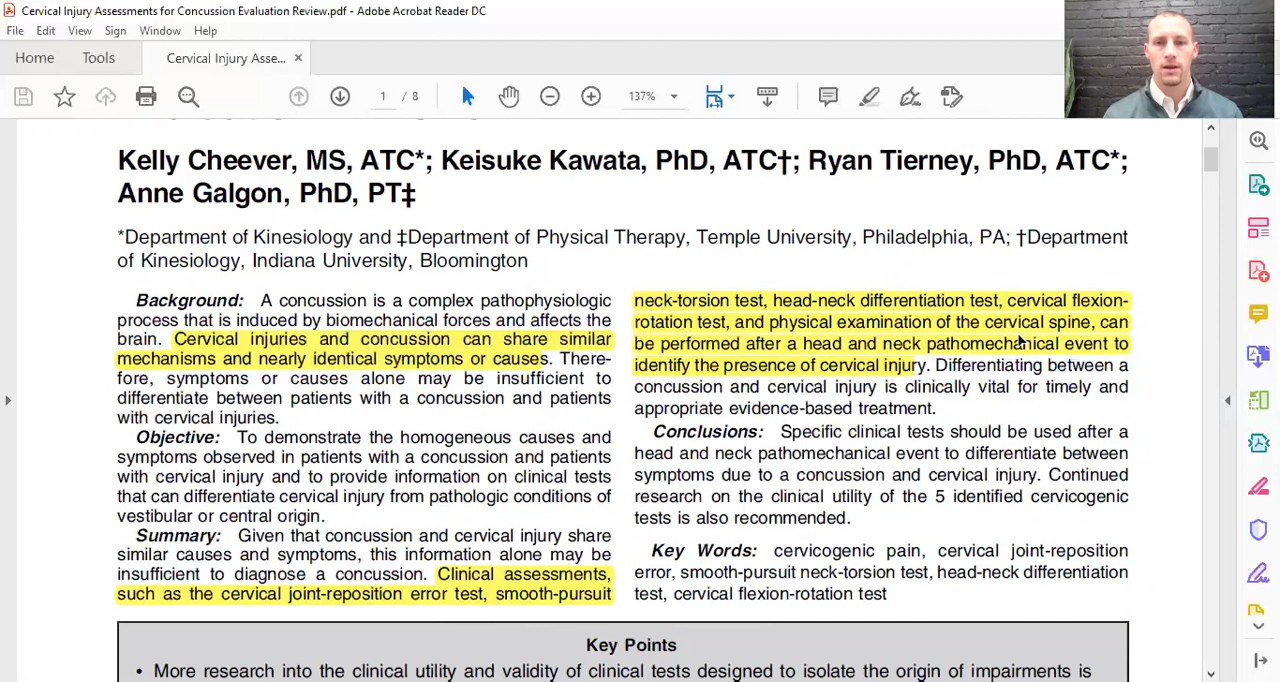 Cervical Injury Assessments for Concussion Evaluation Review.pdf - Adobe Acrobat Reader DC
File Edit View Sign Window Help
Home Tools Cervical Injury Asse... ×
1 / 8 137%
Kelly Cheever, MS, ATC*; Keisuke Kawata, PhD, ATC†; Ryan Tierney, PhD, ATC*;
Anne Galgon, PhD, PT‡
*Department of Kinesiology and ‡Department of Physical Therapy, Temple University, Philadelphia, PA; †Department
of Kinesiology, Indiana University, Bloomington
Background: A concussion is a complex pathophysiologic
process that is induced by biomechanical forces and affects the
brain. Cervical injuries and concussion can share similar
mechanisms and nearly identical symptoms or causes. There-
fore, symptoms or causes alone may be insufficient to
differentiate between patients with a concussion and patients
with cervical injuries.
Objective: To demonstrate the homogeneous causes and
symptoms observed in patients with a concussion and patients
with cervical injury and to provide information on clinical tests
that can differentiate cervical injury from pathologic conditions of
vestibular or central origin.
Summary: Given that concussion and cervical injury share
similar causes and symptoms, this information alone may be
insufficient to diagnose a concussion. Clinical assessments,
such as the cervical joint-reposition error test, smooth-pursuit
neck-torsion test, head-neck differentiation test, cervical flexion-
rotation test, and physical examination of the cervical spine, can
be performed after a head and neck pathomechanical event to
identify the presence of cervical injury. Differentiating between a
concussion and cervical injury is clinically vital for timely and
appropriate evidence-based treatment.
Conclusions: Specific clinical tests should be used after a
head and neck pathomechanical event to differentiate between
symptoms due to a concussion and cervical injury. Continued
research on the clinical utility of the 5 identified cervicogenic
tests is also recommended.
Key Words: cervicogenic pain, cervical joint-reposition
error, smooth-pursuit neck-torsion test, head-neck differentiation
test, cervical flexion-rotation test
Key Points
• More research into the clinical utility and validity of clinical tests designed to isolate the origin of impairments is